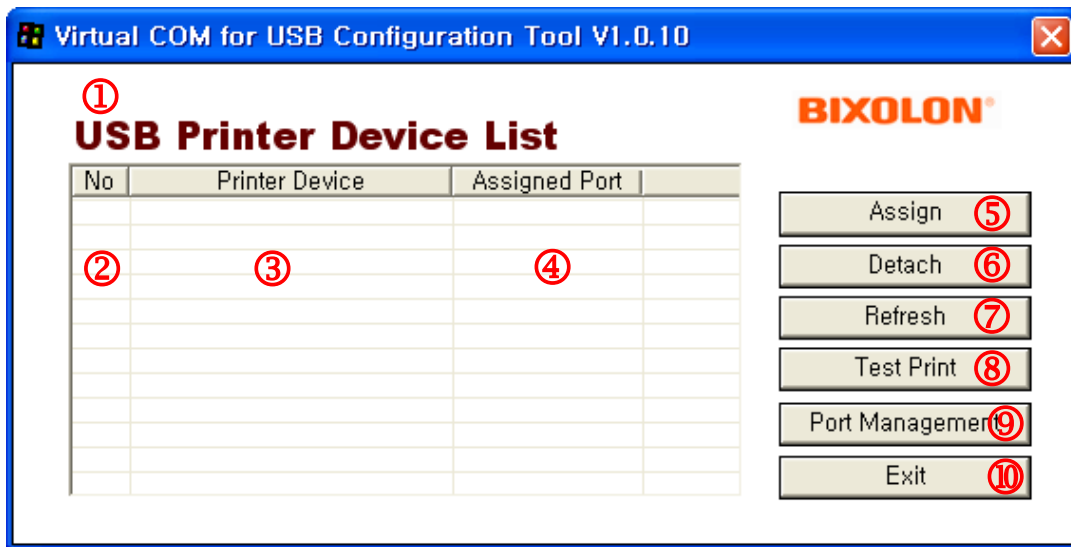 Virtual COM for USB Configuration Tool V1.0.10
①
BIXOLON®
USB Printer Device List
No Printer Device Assigned Port
② ③ ④
Assign ⑤
Detach ⑥
Refresh ⑦
Test Print ⑧
Port Management ⑨
Exit ⑩